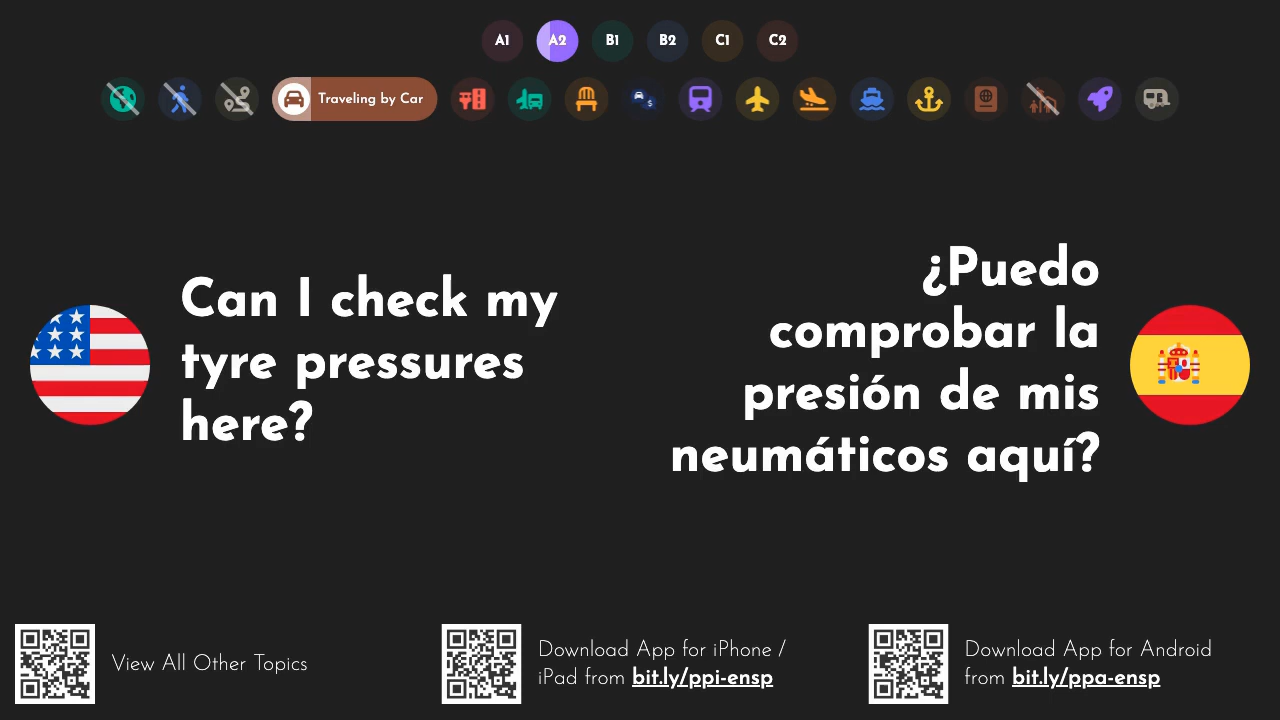 A1 A2 B1 B2 C1 C2
Traveling by Car
Can I check my
tyre pressures
here?
¿Puedo
comprobar la
presión de mis
neumáticos aquí?
View All Other Topics
Download App for iPhone /
iPad from bit.ly/ppi-ensp
Download App for Android
from bit.ly/ppa-ensp